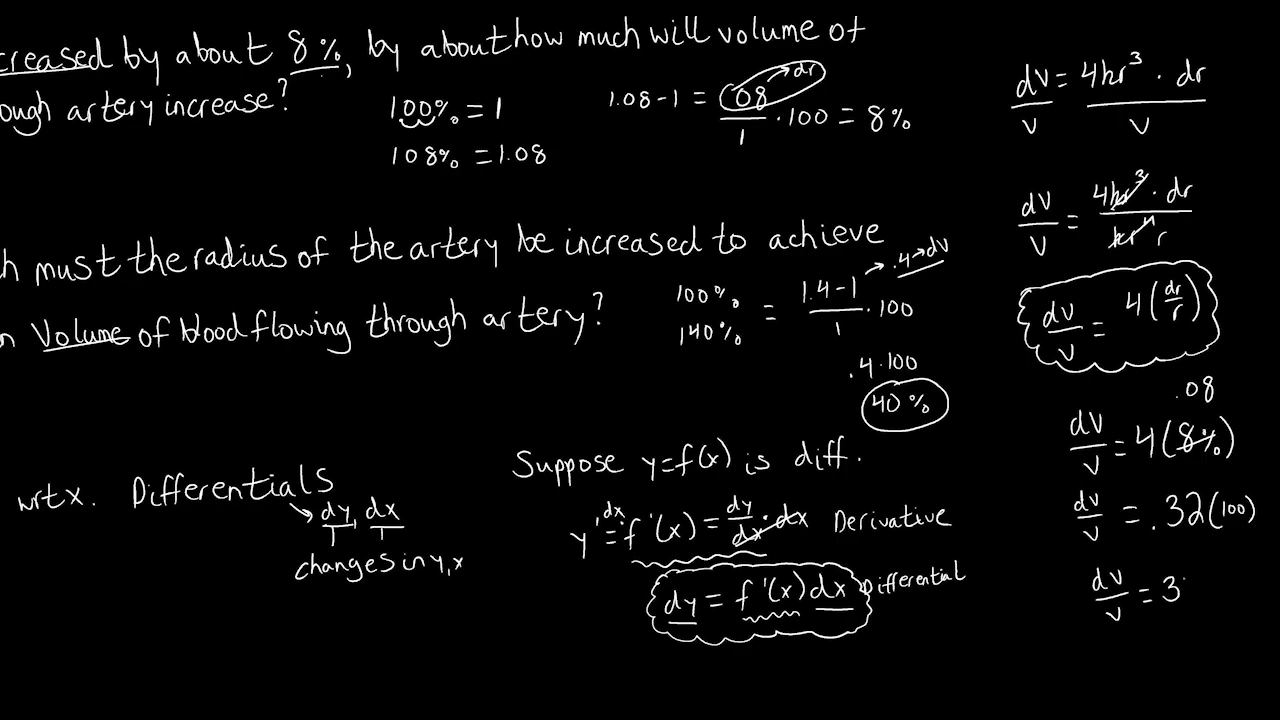 creased by about 8%, by about how much will volume of
ough artery increase?
100% = 1
108% = 1.08
1.08-1 = .08 → dr
/ 1 · 100 = 8%
h must the radius of the artery be increased to achieve
n Volume of blood flowing through artery?
100%
140%
= (1.4-1)/1 · 100
→ .4 → dV
.4 · 100
40%
wrt x. Differentials
→ dy, dx
changes in y, x
Suppose y=f(x) is diff.
dx · y' = f'(x) = dy/dx · dx Derivative
dy = f'(x) dx Differential
dV/V = 4kr³ · dr / V
dV/V = 4kr³ · dr / kr⁴ r
dV/V = 4(dr/r)
.08
dV/V = 4(8%)
dV/V = .32(100)
dV/V = 3